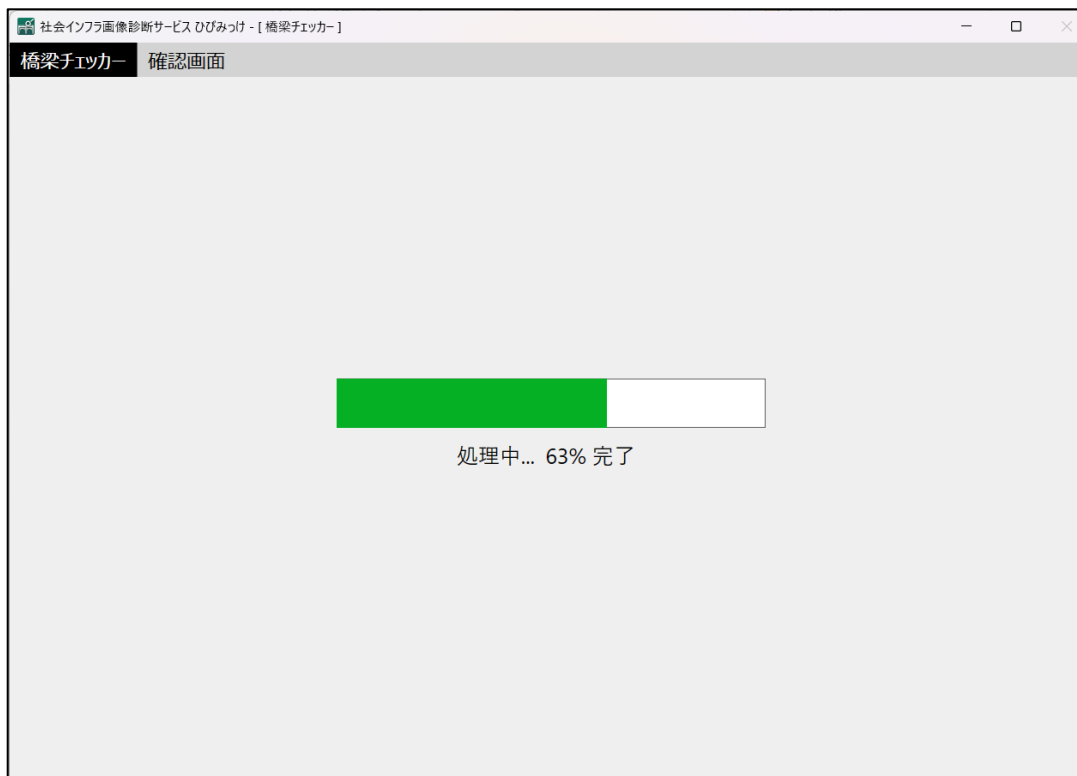 社会インフラ画像診断サービス ひびみっけ - [ 橋梁チェッカー ]
橋梁チェッカー 確認画面
処理中... 63% 完了